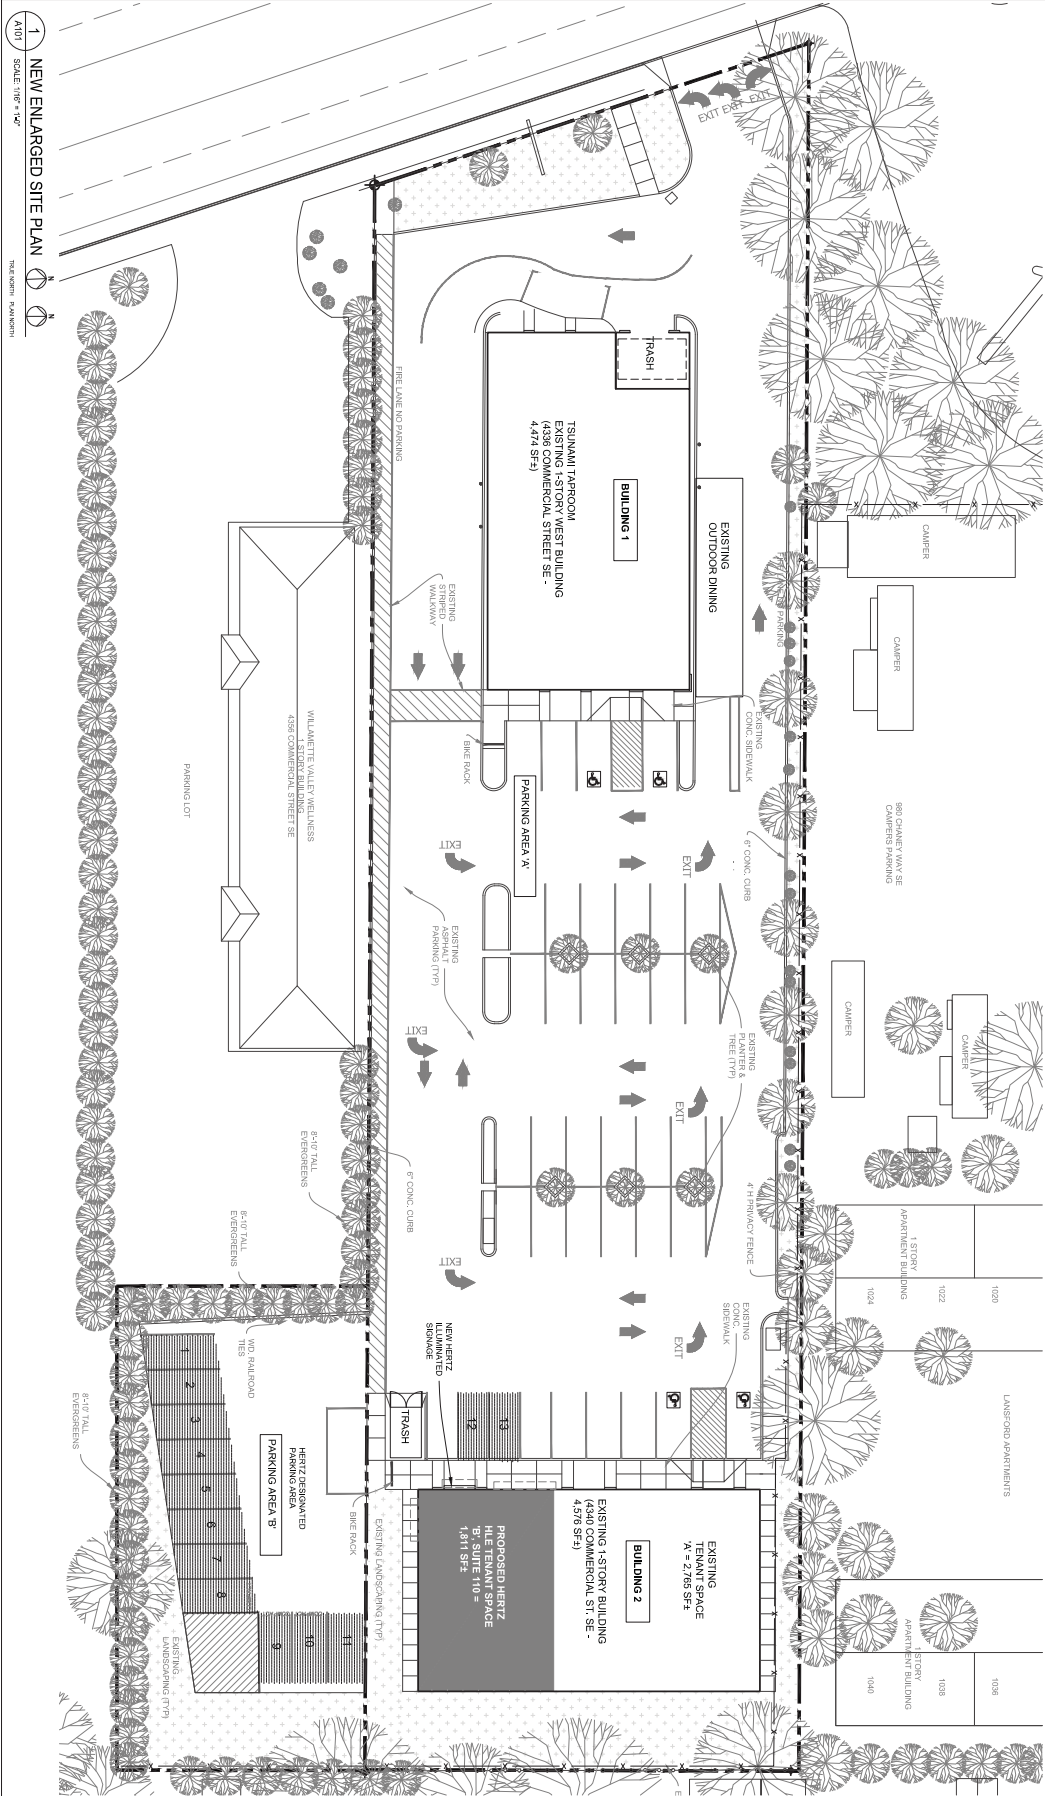 1
A101
NEW ENLARGED SITE PLAN
SCALE: 1/16" = 1'-0"
N
N
TRUE NORTH
PLAN NORTH
EXIT
EXIT
EXIT
TRASH
FIRE LANE NO PARKING
TSUNAMI TAPROOM
EXISTING 1-STORY WEST BUILDING
(4336 COMMERCIAL STREET SE -
4,474 SF±)
BUILDING 1
EXISTING
OUTDOOR DINING
CAMPER
CAMPER
PARKING
EXISTING
STRIPED
WALKWAY
EXISTING
CONC. SIDEWALK
BIKE RACK
PARKING AREA 'A'
PARKING LOT
WILLAMETTE VALLEY WELLNESS
1 STORY BUILDING
4356 COMMERCIAL STREET SE
980 CHANEY WAY SE
CAMPERS PARKING
6" CONC. CURB
EXIT
EXIT
EXISTING
ASPHALT
PARKING (TYP)
CAMPER
CAMPER
EXIT
EXISTING
PLANTER &
TREE (TYP)
EXIT
8'-10' TALL
EVERGREENS
6" CONC. CURB
4' H PRIVACY FENCE
8'-10' TALL
EVERGREENS
1 STORY
APARTMENT BUILDING
1024
1022
1020
EXIT
EXIT
EXISTING
CONC.
SIDEWALK
NEW HERTZ
ILLUMINATED
SIGNAGE
WD. RAILROAD
TIES
8'-10' TALL
EVERGREENS
LANSFORD APARTMENTS
TRASH
12
13
1
2
3
4
5
6
7
8
9
10
11
HERTZ DESIGNATED
PARKING AREA
PARKING AREA 'B'
BIKE RACK
EXISTING LANDSCAPING (TYP)
EXISTING
LANDSCAPING (TYP)
PROPOSED HERTZ
HLE TENANT SPACE
'B', SUITE 110 =
1,811 SF±
EXISTING 1-STORY BUILDING
(4340 COMMERCIAL ST. SE -
4,576 SF±)
BUILDING 2
EXISTING
TENANT SPACE
'A' = 2,765 SF±
1 STORY
APARTMENT BUILDING
1040
1038
1036